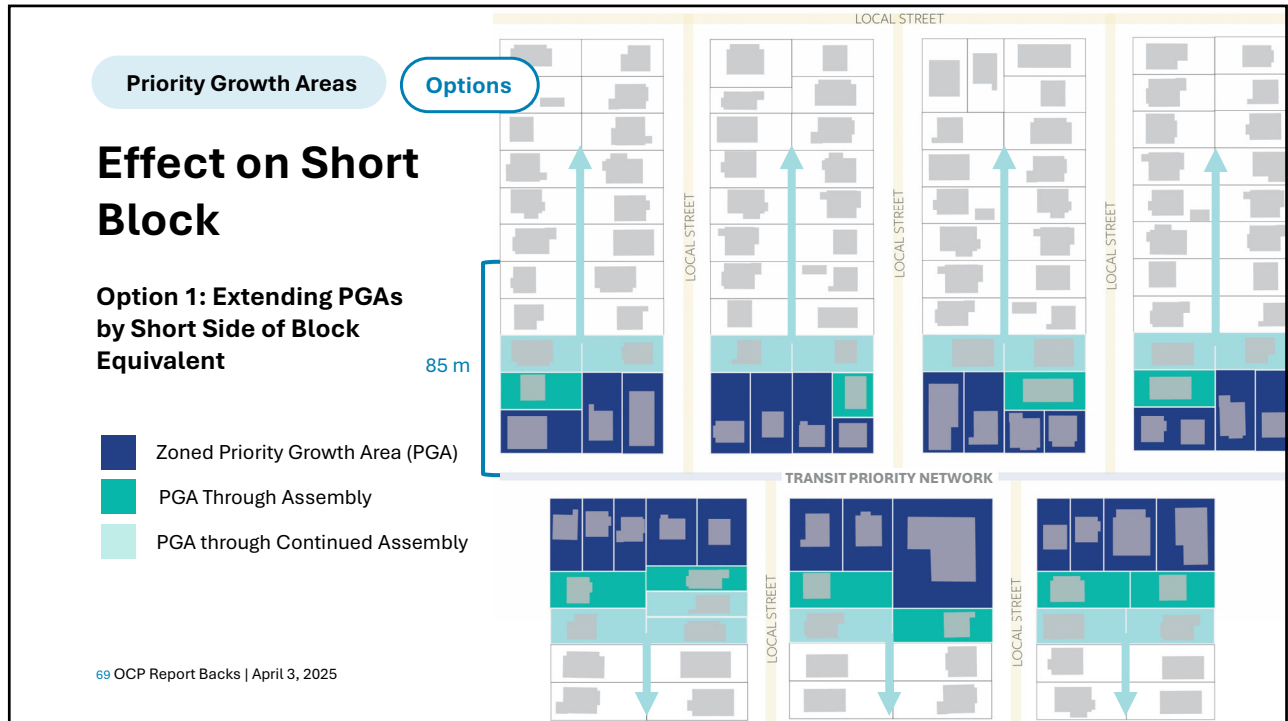 LOCAL STREET
Priority Growth Areas
Options
Effect on Short
Block
Option 1: Extending PGAs
by Short Side of Block
Equivalent
85 m
Zoned Priority Growth Area (PGA)
PGA Through Assembly
PGA through Continued Assembly
LOCAL STREET
LOCAL STREET
LOCAL STREET
TRANSIT PRIORITY NETWORK
LOCAL STREET
LOCAL STREET
69 OCP Report Backs | April 3, 2025